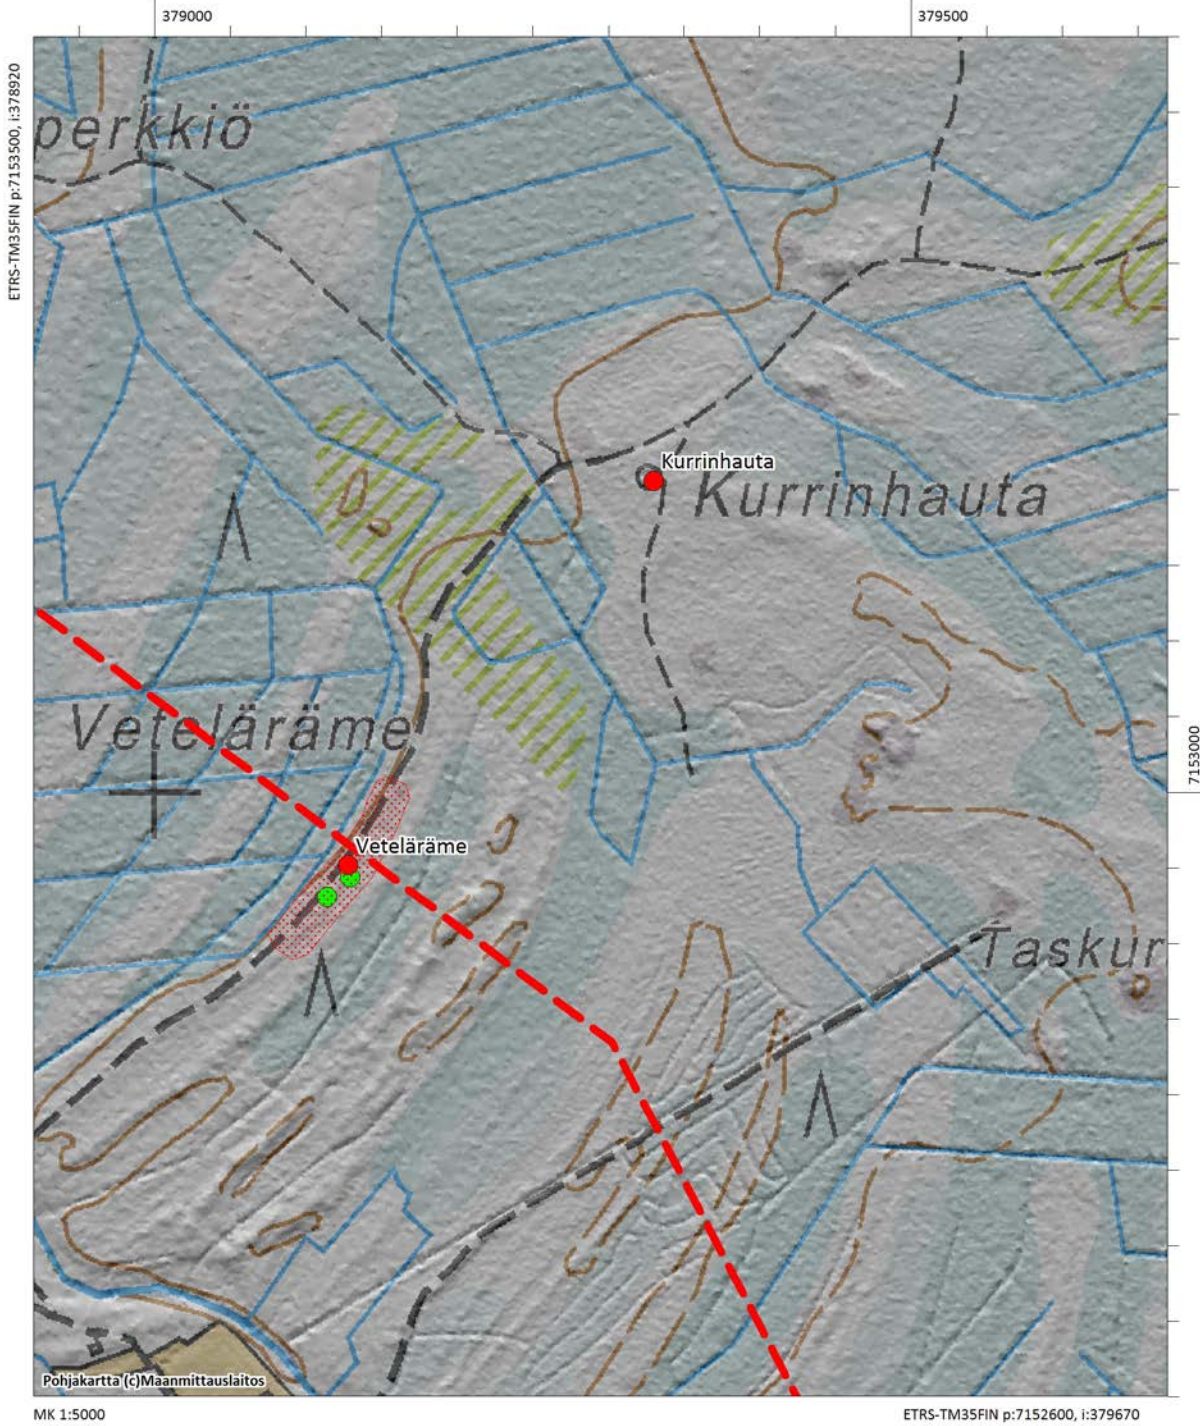 379000
379500
ETRS-TM35FIN p:7153500, i:378920
perkkiö
Kurrinhauta
Kurrinhauta
Veteläräme
7153000
Veteläräme
Taskur
Pohjakartta (c)Maanmittauslaitos
MK 1:5000
ETRS-TM35FIN p:7152600, i:379670